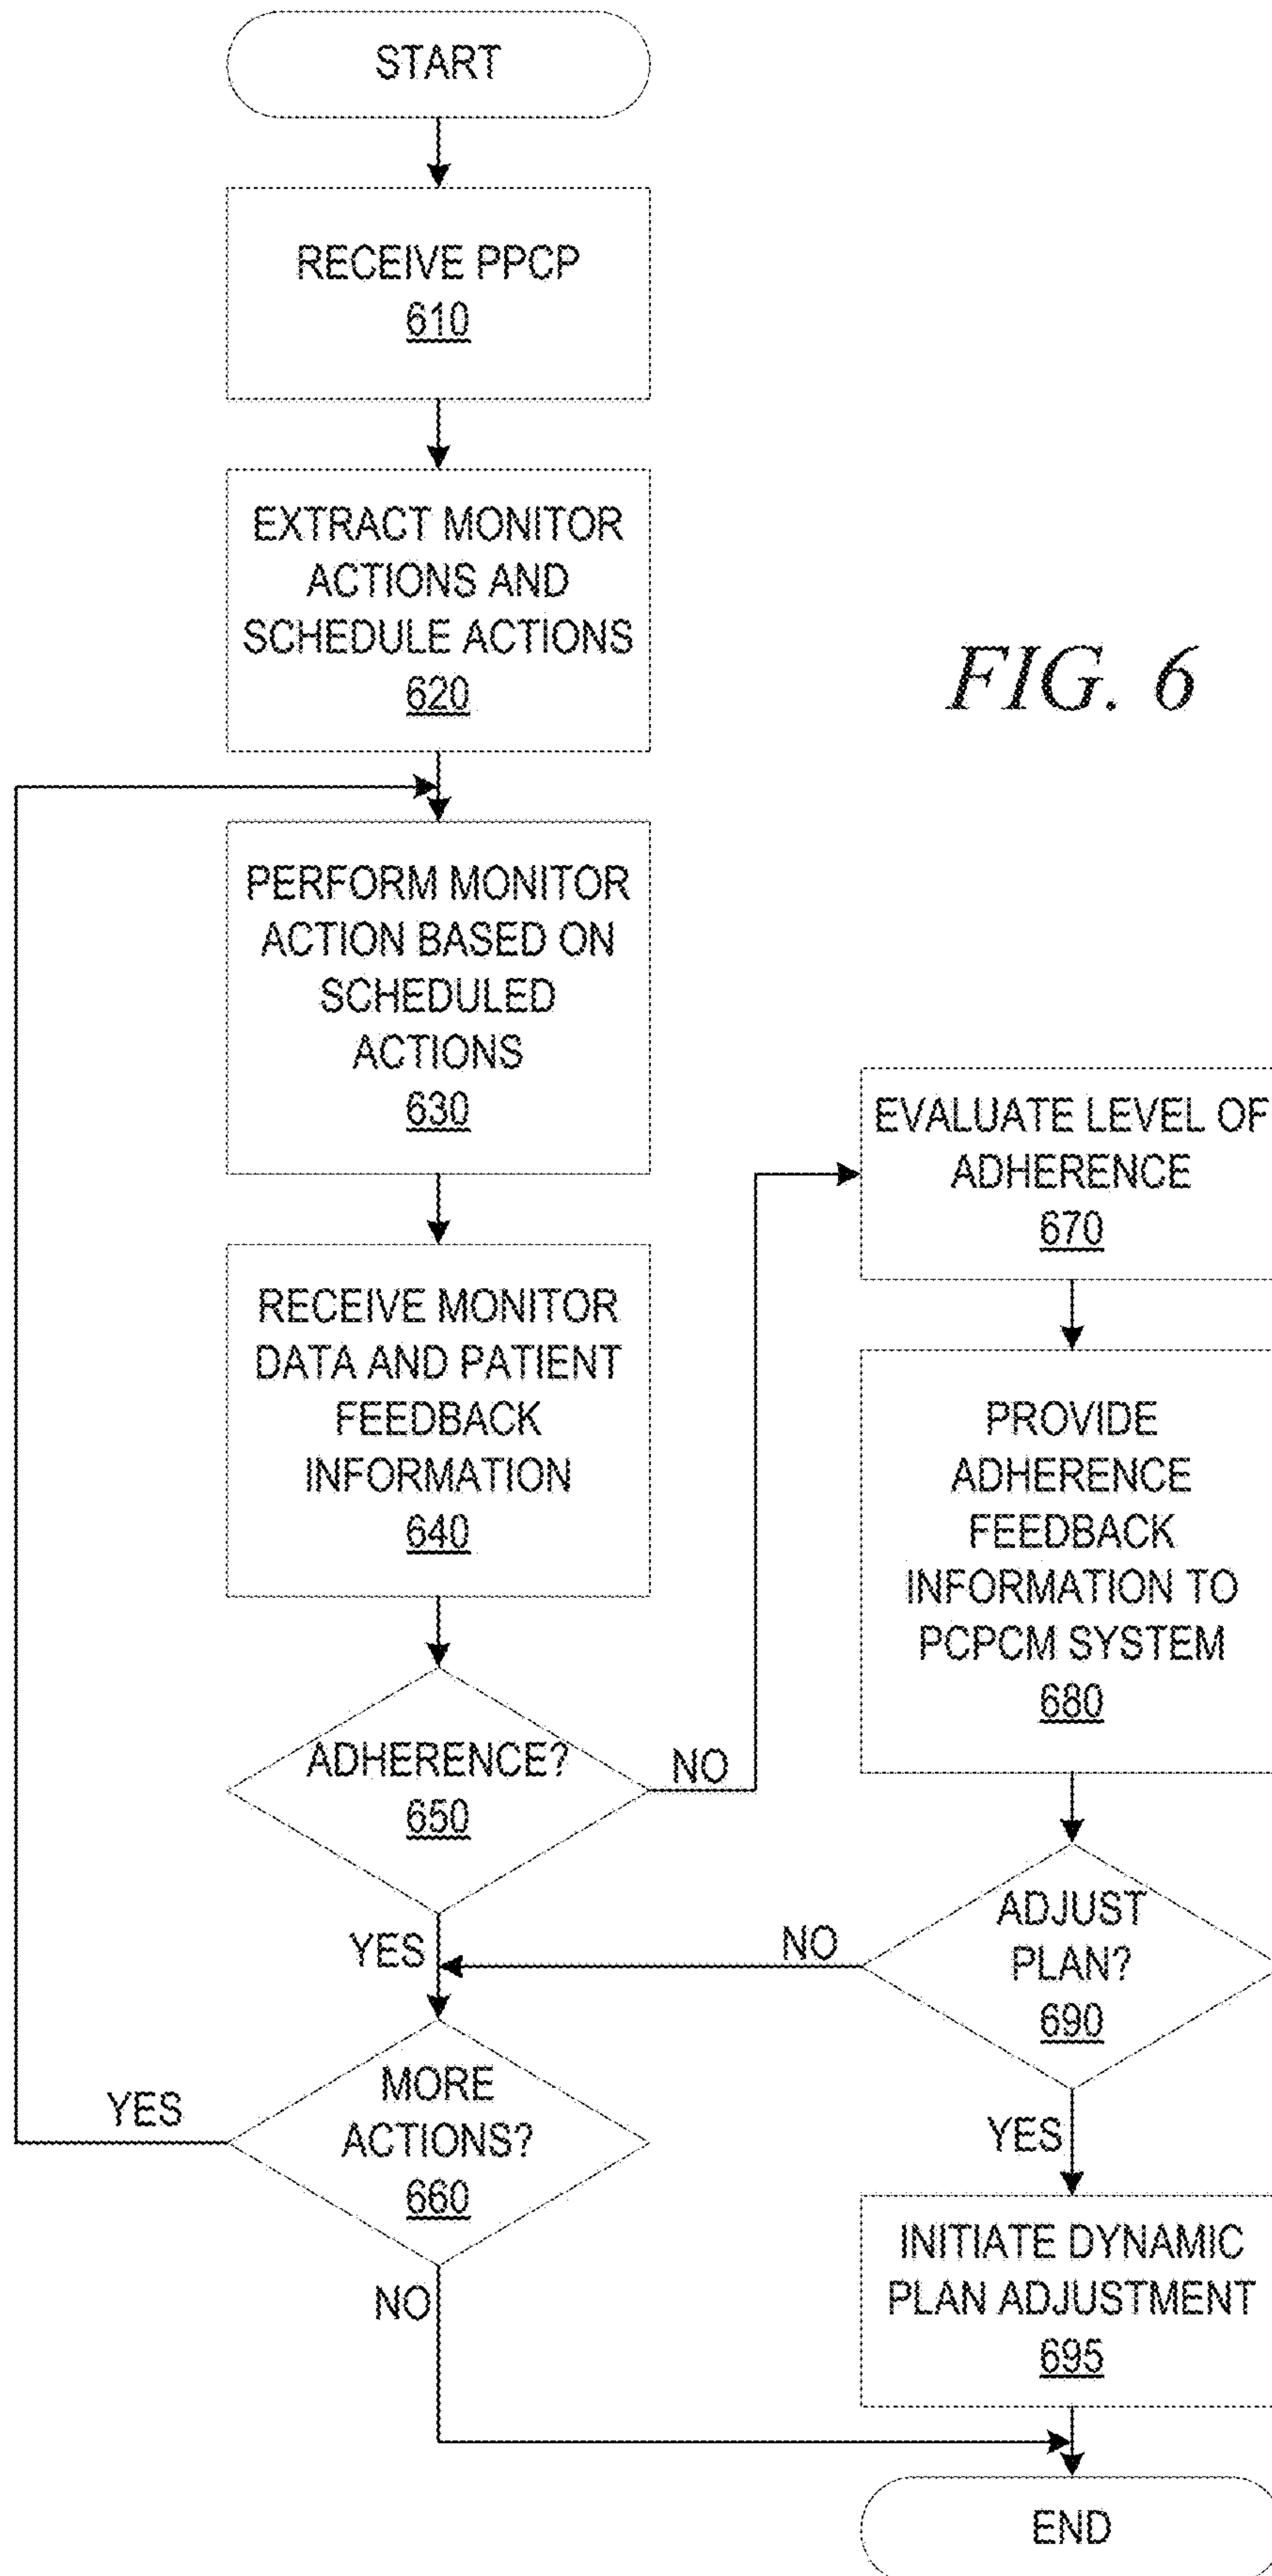 START
RECEIVE PPCP
610
EXTRACT MONITOR
ACTIONS AND
SCHEDULE ACTIONS
620
FIG. 6
PERFORM MONITOR
ACTION BASED ON
SCHEDULED
ACTIONS
630
RECEIVE MONITOR
DATA AND PATIENT
FEEDBACK
INFORMATION
640
ADHERENCE?
650
NO
YES
MORE
ACTIONS?
660
YES
NO
EVALUATE LEVEL OF
ADHERENCE
670
PROVIDE
ADHERENCE
FEEDBACK
INFORMATION TO
PCPCM SYSTEM
680
ADJUST
PLAN?
690
NO
YES
INITIATE DYNAMIC
PLAN ADJUSTMENT
695
END